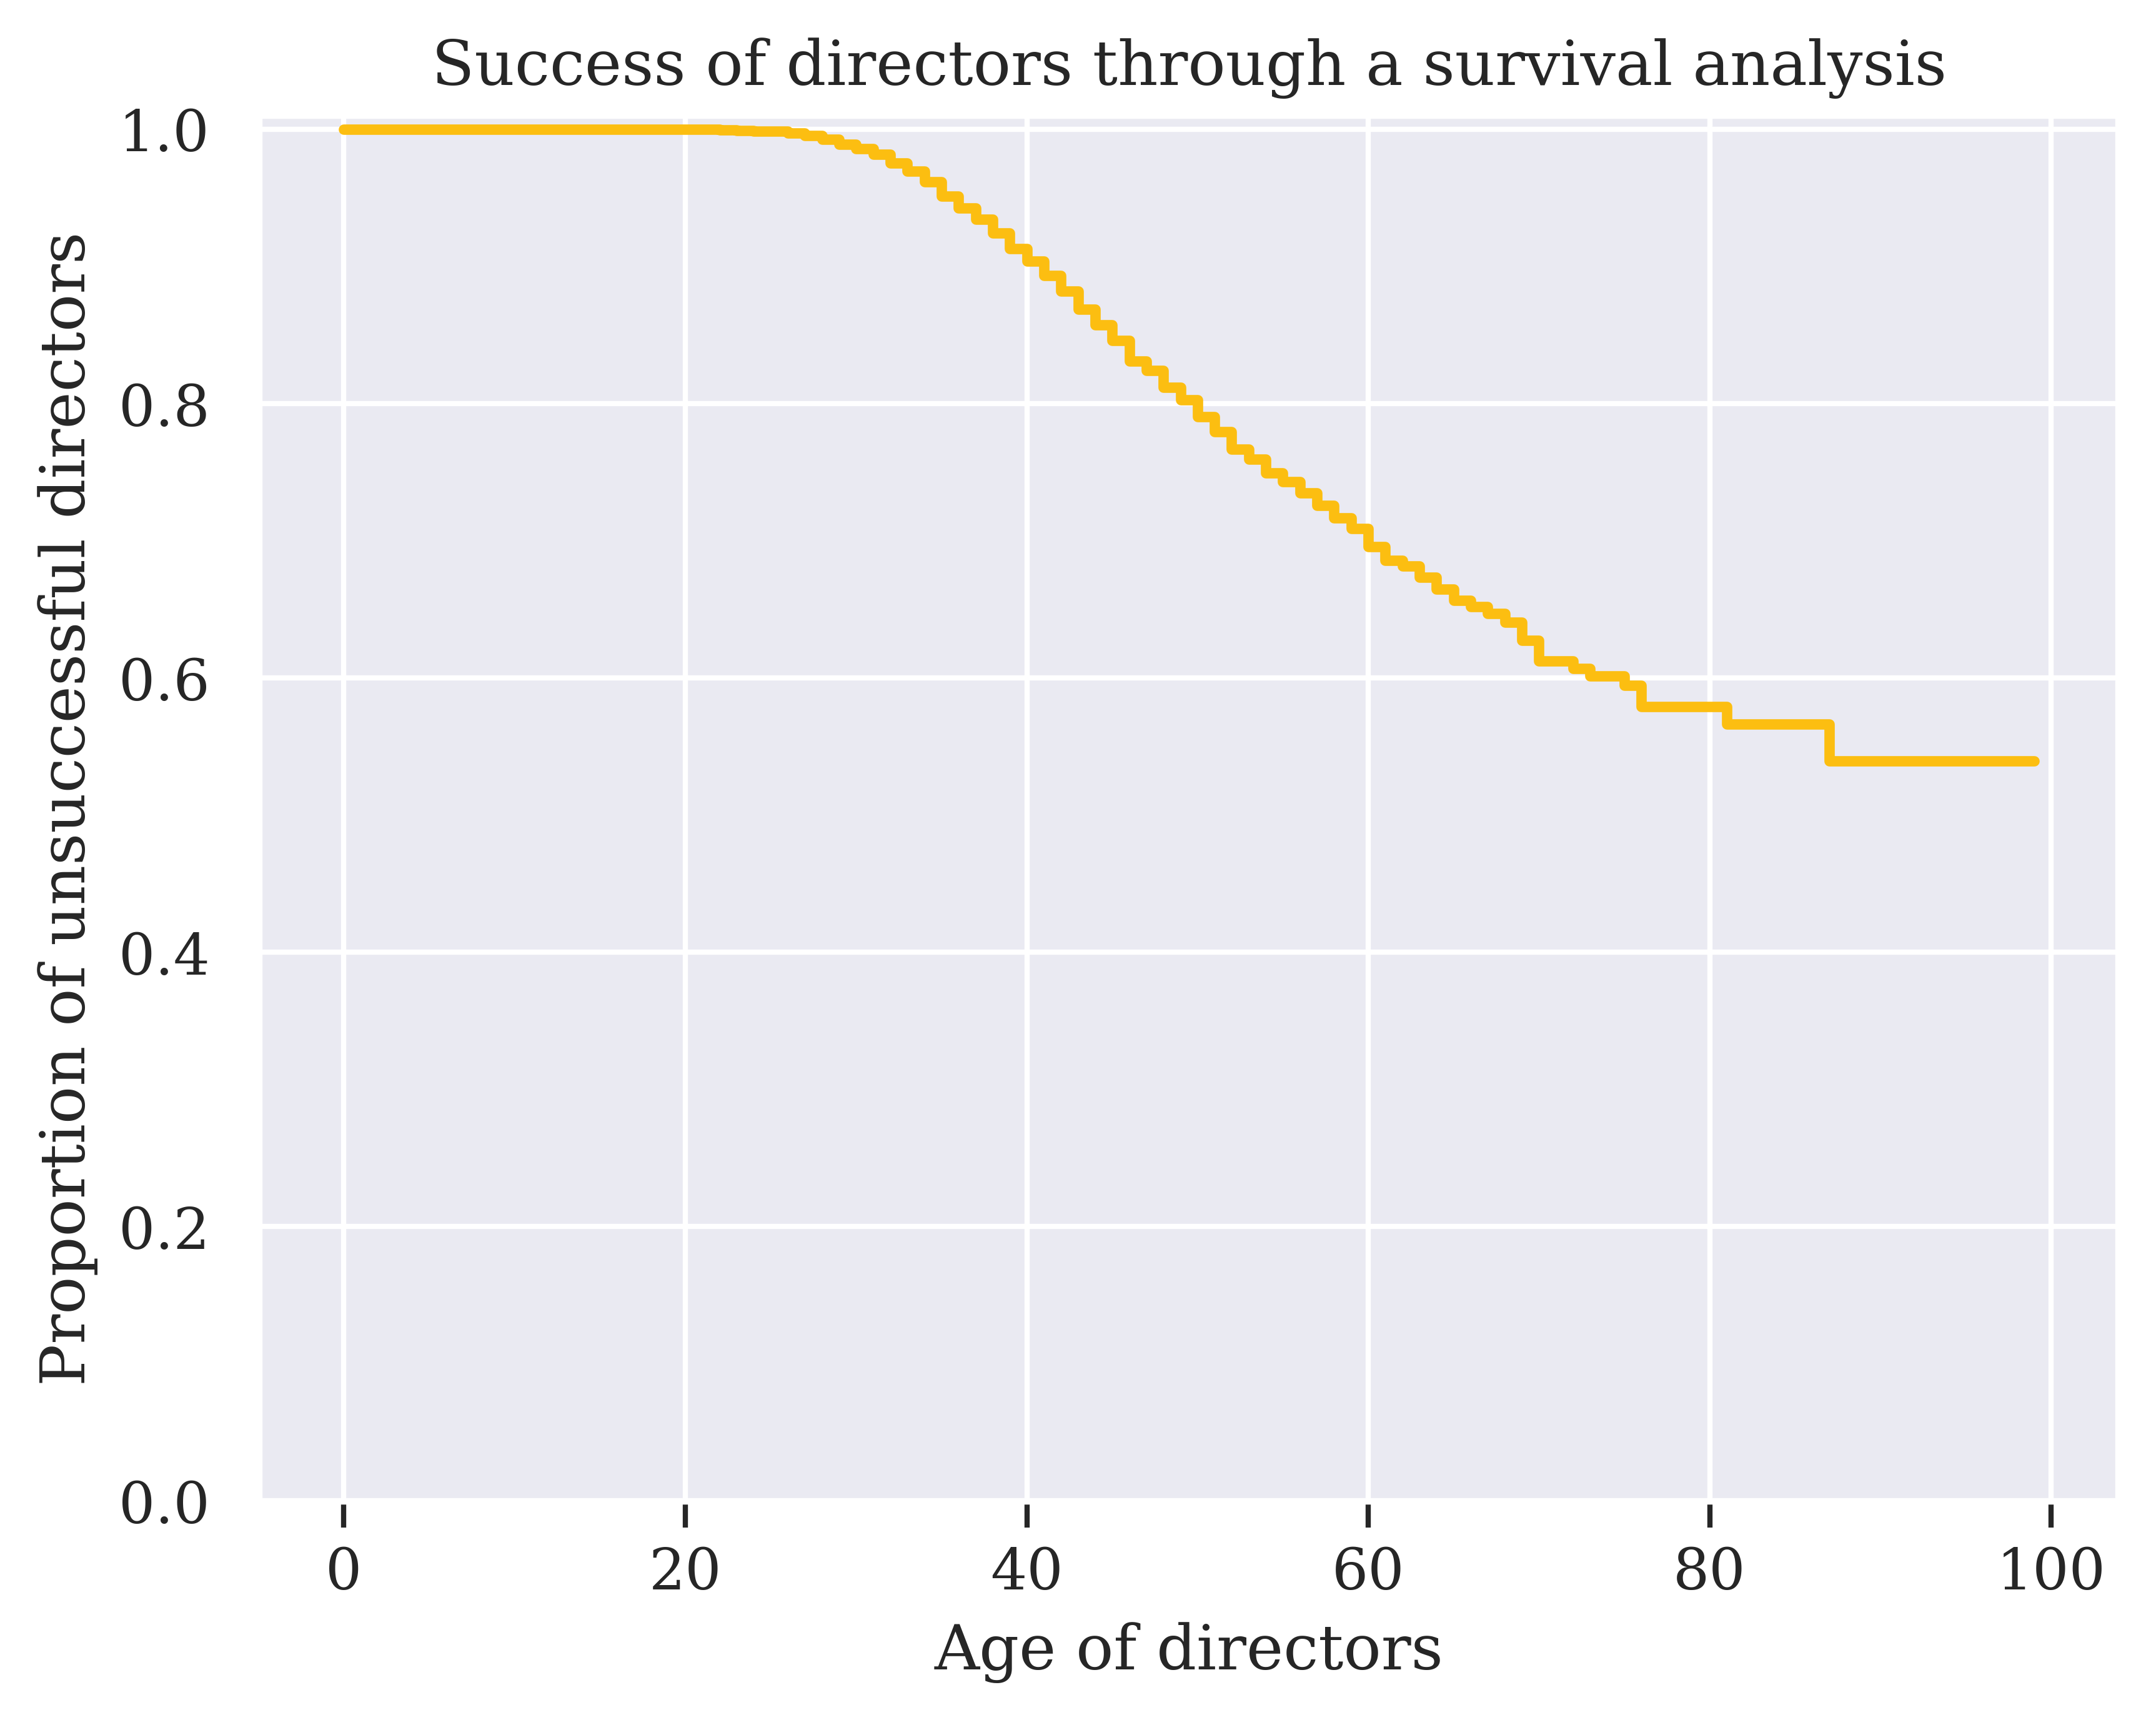 Success of directors through a survival analysis
Proportion of unsuccessful directors
1.0
0.8
0.6
0.4
0.2
0.0
0 20 40 60 80 100
Age of directors